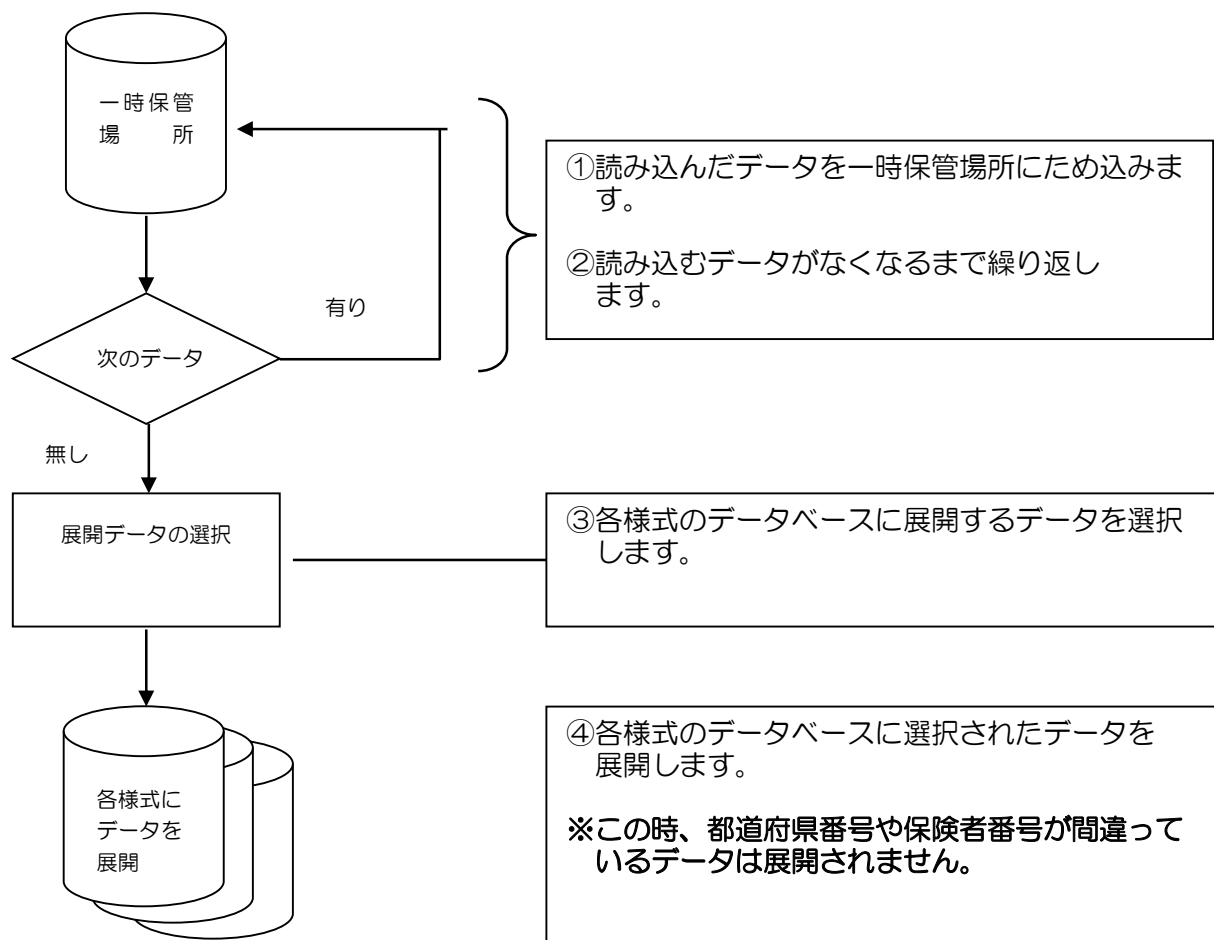 一時保管
場　　所
①読み込んだデータを一時保管場所にため込みま
す。
②読み込むデータがなくなるまで繰り返し
ます。
有り
次のデータ
無し
展開データの選択
③各様式のデータベースに展開するデータを選択
します。
④各様式のデータベースに選択されたデータを
展開します。
※この時、都道府県番号や保険者番号が間違って
いるデータは展開されません。
各様式に
データを
展開